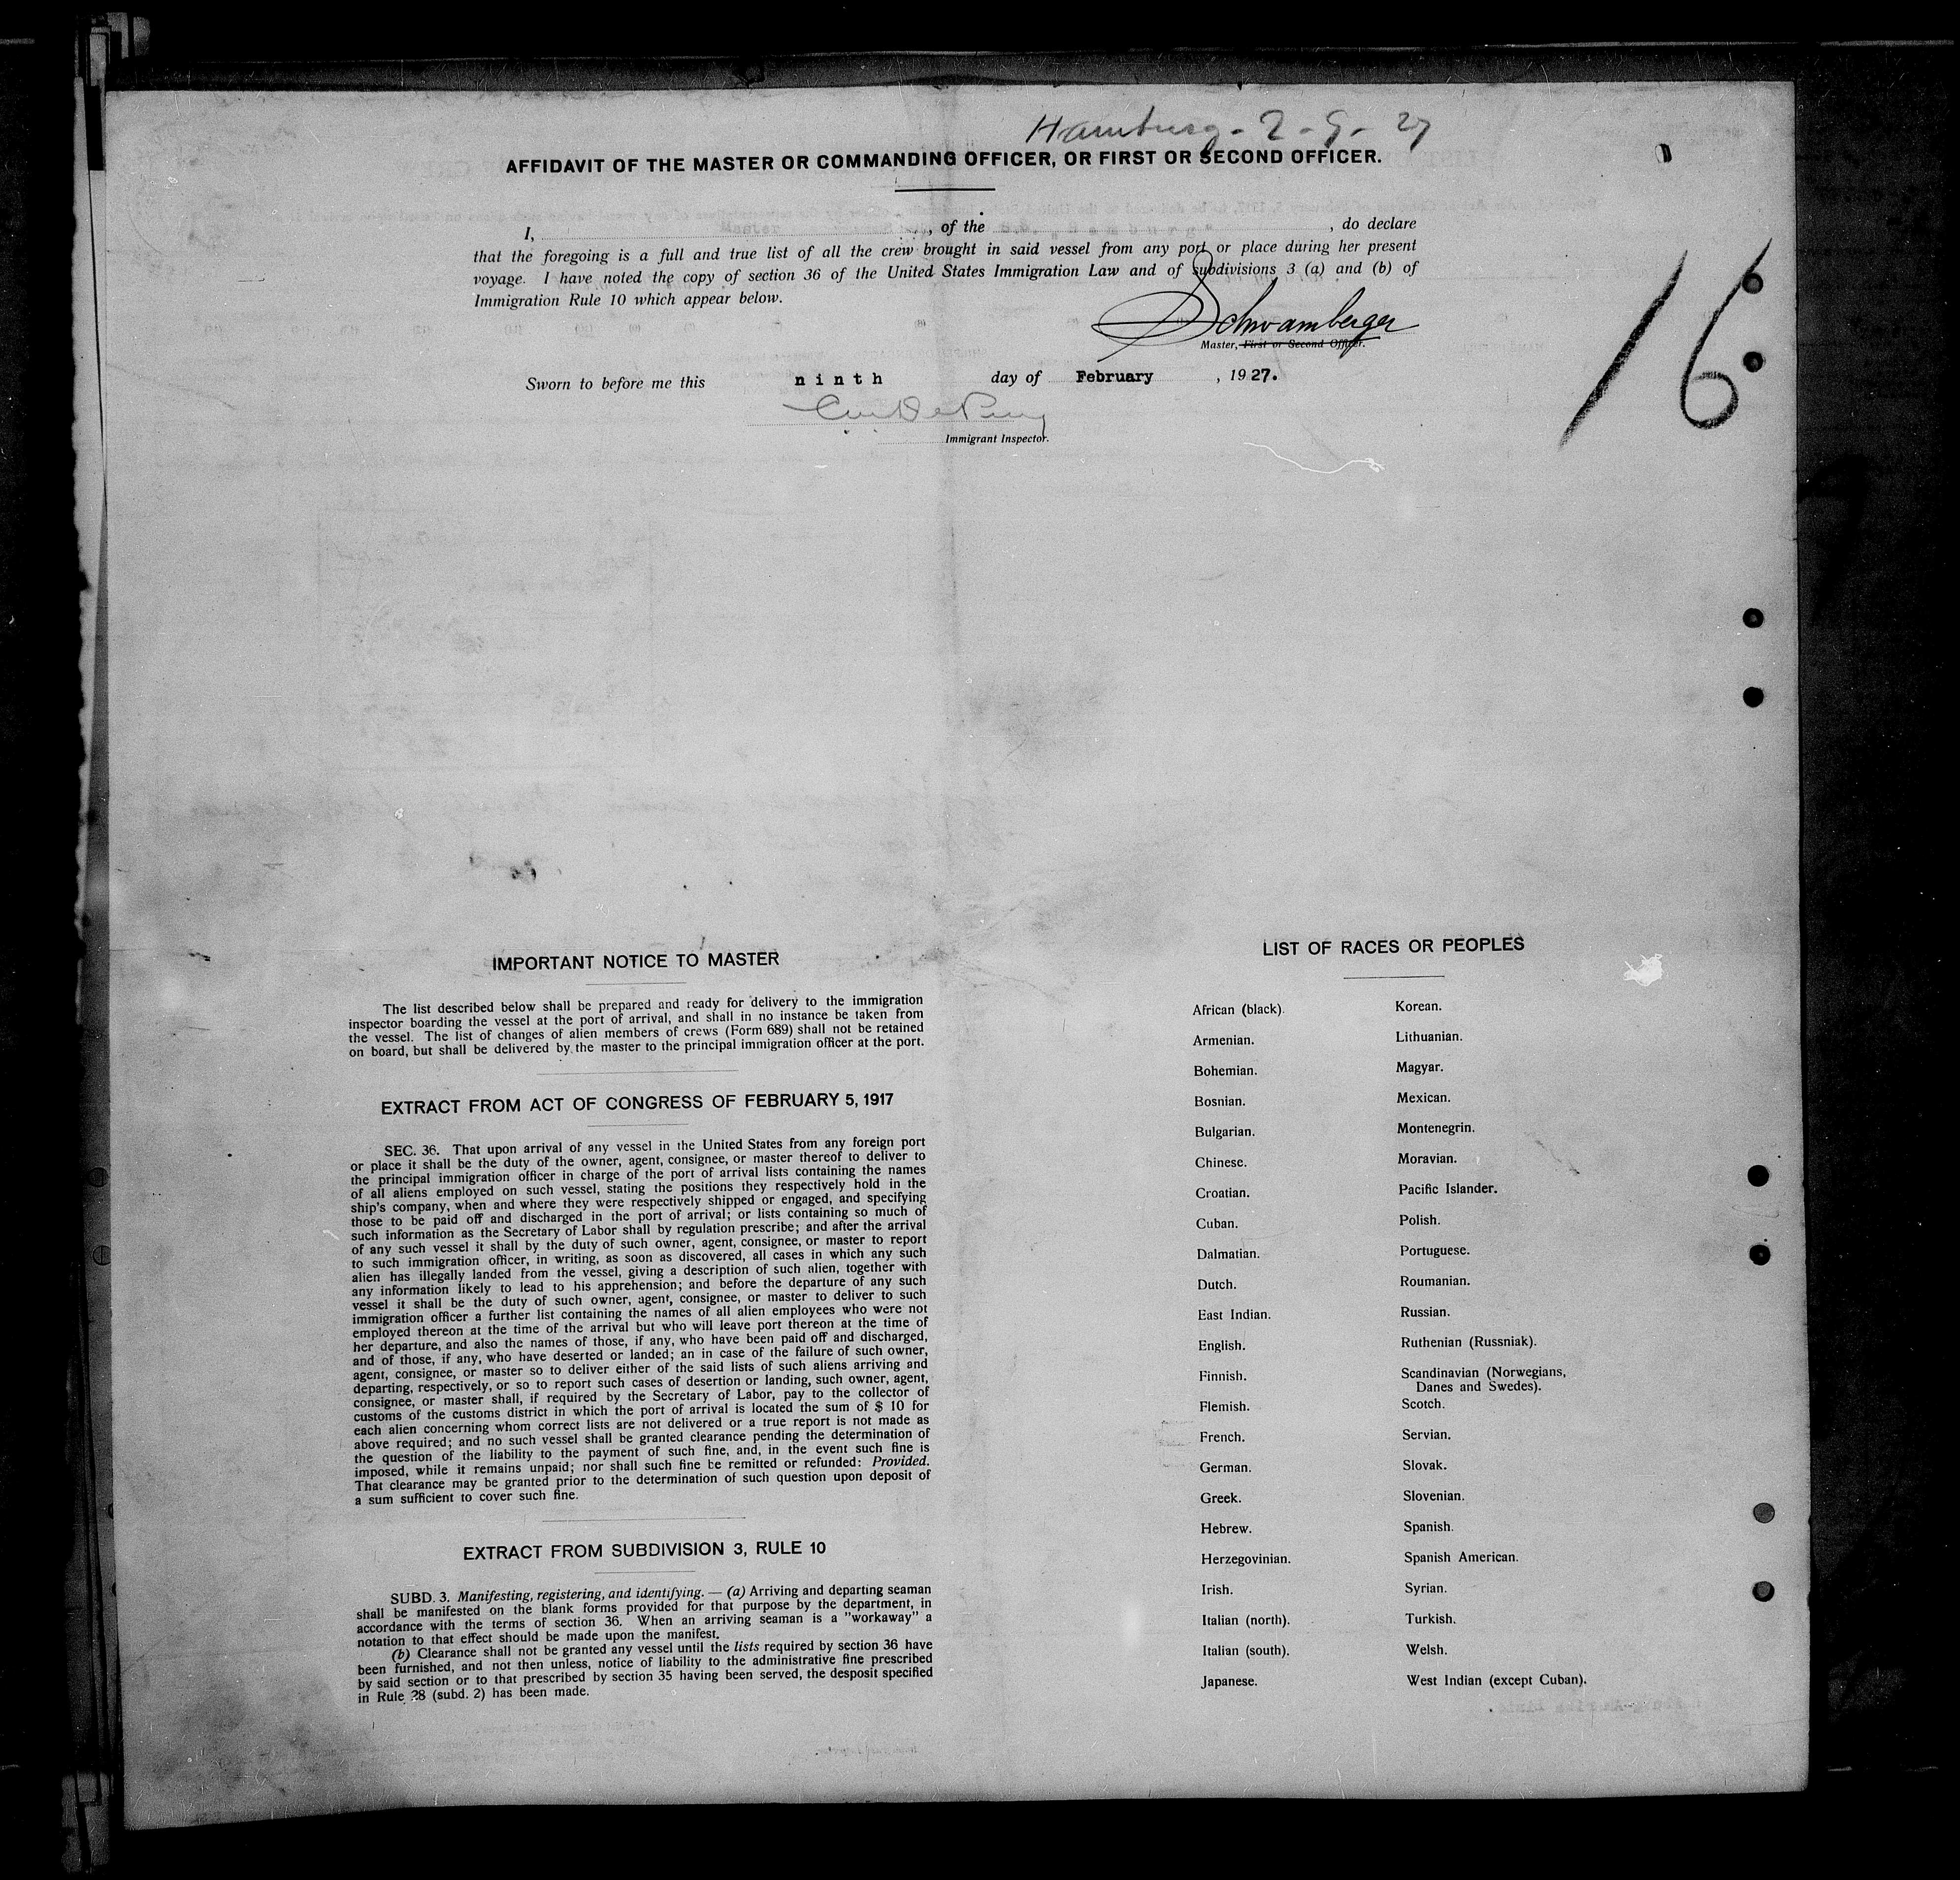 Hamburg - 2 - 9 - 27
AFFIDAVIT OF THE MASTER OR COMMANDING OFFICER, OR FIRST OR SECOND OFFICER.
I, Master, of the S.S. "Hamburg", do declare
that the foregoing is a full and true list of all the crew brought in said vessel from any port or place during her present
voyage. I have noted the copy of section 36 of the United States Immigration Law and of subdivisions 3 (a) and (b) of
Immigration Rule 10 which appear below.
Schwamberger
Master, First or Second Officer.
Sworn to before me this ninth day of February, 1927.
Immigrant Inspector.
16
IMPORTANT NOTICE TO MASTER
The list described below shall be prepared and ready for delivery to the immigration
inspector boarding the vessel at the port of arrival, and shall in no instance be taken from
the vessel. The list of changes of alien members of crews (Form 689) shall not be retained
on board, but shall be delivered by the master to the principal immigration officer at the port.
EXTRACT FROM ACT OF CONGRESS OF FEBRUARY 5, 1917
SEC. 36. That upon arrival of any vessel in the United States from any foreign port
or place it shall be the duty of the owner, agent, consignee, or master thereof to deliver to
the principal immigration officer in charge of the port of arrival lists containing the names
of all aliens employed on such vessel, stating the positions they respectively hold in the
ship's company, when and where they were respectively shipped or engaged, and specifying
those to be paid off and discharged in the port of arrival; or lists containing so much of
such information as the Secretary of Labor shall by regulation prescribe; and after the arrival
of any such vessel it shall by the duty of such owner, agent, consignee, or master to report
to such immigration officer, in writing, as soon as discovered, all cases in which any such
alien has illegally landed from the vessel, giving a description of such alien, together with
any information likely to lead to his apprehension; and before the departure of any such
vessel it shall be the duty of such owner, agent, consignee, or master to deliver to such
immigration officer a further list containing the names of all alien employees who were not
employed thereon at the time of the arrival but who will leave port thereon at the time of
her departure, and also the names of those, if any, who have been paid off and discharged,
and of those, if any, who have deserted or landed; an in case of the failure of such owner,
agent, consignee, or master so to deliver either of the said lists of such aliens arriving and
departing, respectively, or so to report such cases of desertion or landing, such owner, agent,
consignee, or master shall, if required by the Secretary of Labor, pay to the collector of
customs of the customs district in which the port of arrival is located the sum of $ 10 for
each alien concerning whom correct lists are not delivered or a true report is not made as
above required; and no such vessel shall be granted clearance pending the determination of
the question of the liability to the payment of such fine, and, in the event such fine is
imposed, while it remains unpaid; nor shall such fine be remitted or refunded: Provided.
That clearance may be granted prior to the determination of such question upon deposit of
a sum sufficient to cover such fine.
EXTRACT FROM SUBDIVISION 3, RULE 10
SUBD. 3. Manifesting, registering, and identifying. — (a) Arriving and departing seaman
shall be manifested on the blank forms provided for that purpose by the department, in
accordance with the terms of section 36. When an arriving seaman is a "workaway" a
notation to that effect should be made upon the manifest.
(b) Clearance shall not be granted any vessel until the lists required by section 36 have
been furnished, and not then unless, notice of liability to the administrative fine prescribed
by said section or to that prescribed by section 35 having been served, the desposit specified
in Rule 28 (subd. 2) has been made.
LIST OF RACES OR PEOPLES
African (black).
Armenian.
Bohemian.
Bosnian.
Bulgarian.
Chinese.
Croatian.
Cuban.
Dalmatian.
Dutch.
East Indian.
English.
Finnish.
Flemish.
French.
German.
Greek.
Hebrew.
Herzegovinian.
Irish.
Italian (north).
Italian (south).
Japanese.
Korean.
Lithuanian.
Magyar.
Mexican.
Montenegrin.
Moravian.
Pacific Islander.
Polish.
Portuguese.
Roumanian.
Russian.
Ruthenian (Russniak).
Scandinavian (Norwegians,
Danes and Swedes).
Scotch.
Servian.
Slovak.
Slovenian.
Spanish.
Spanish American.
Syrian.
Turkish.
Welsh.
West Indian (except Cuban).